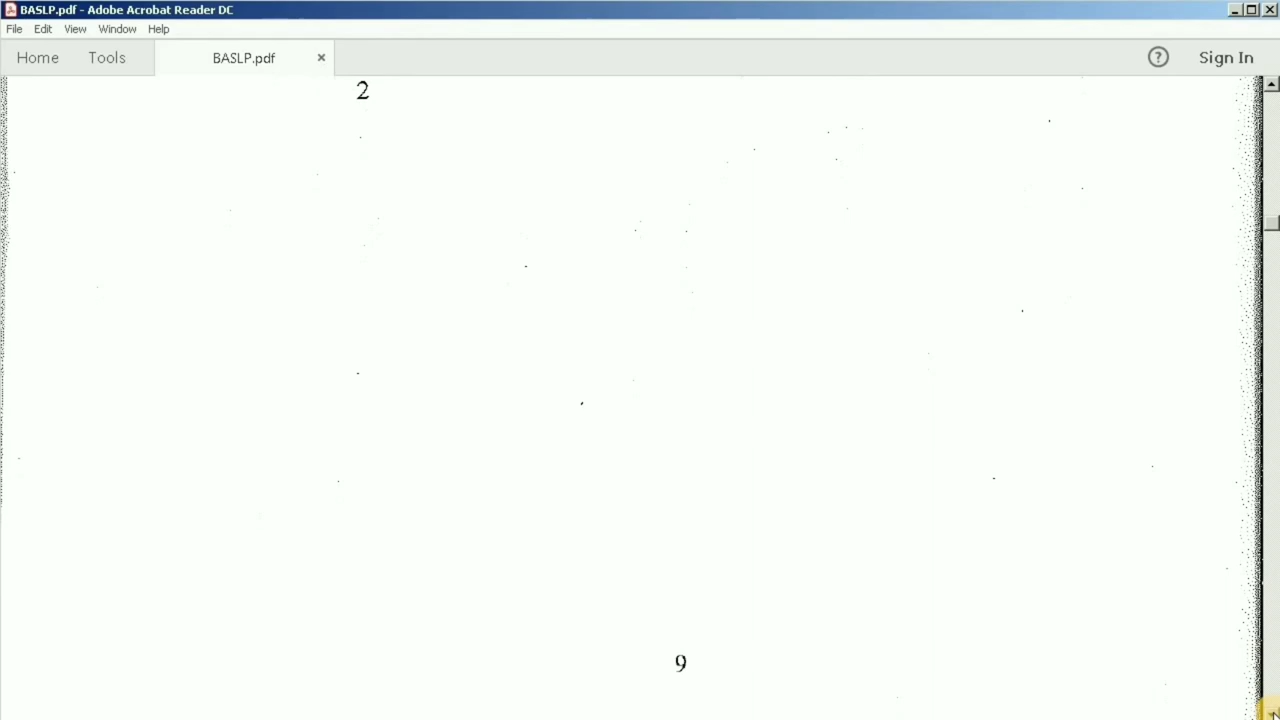 BASLP.pdf - Adobe Acrobat Reader DC
File Edit View Window Help
Home Tools BASLP.pdf × ? Sign In
2
9